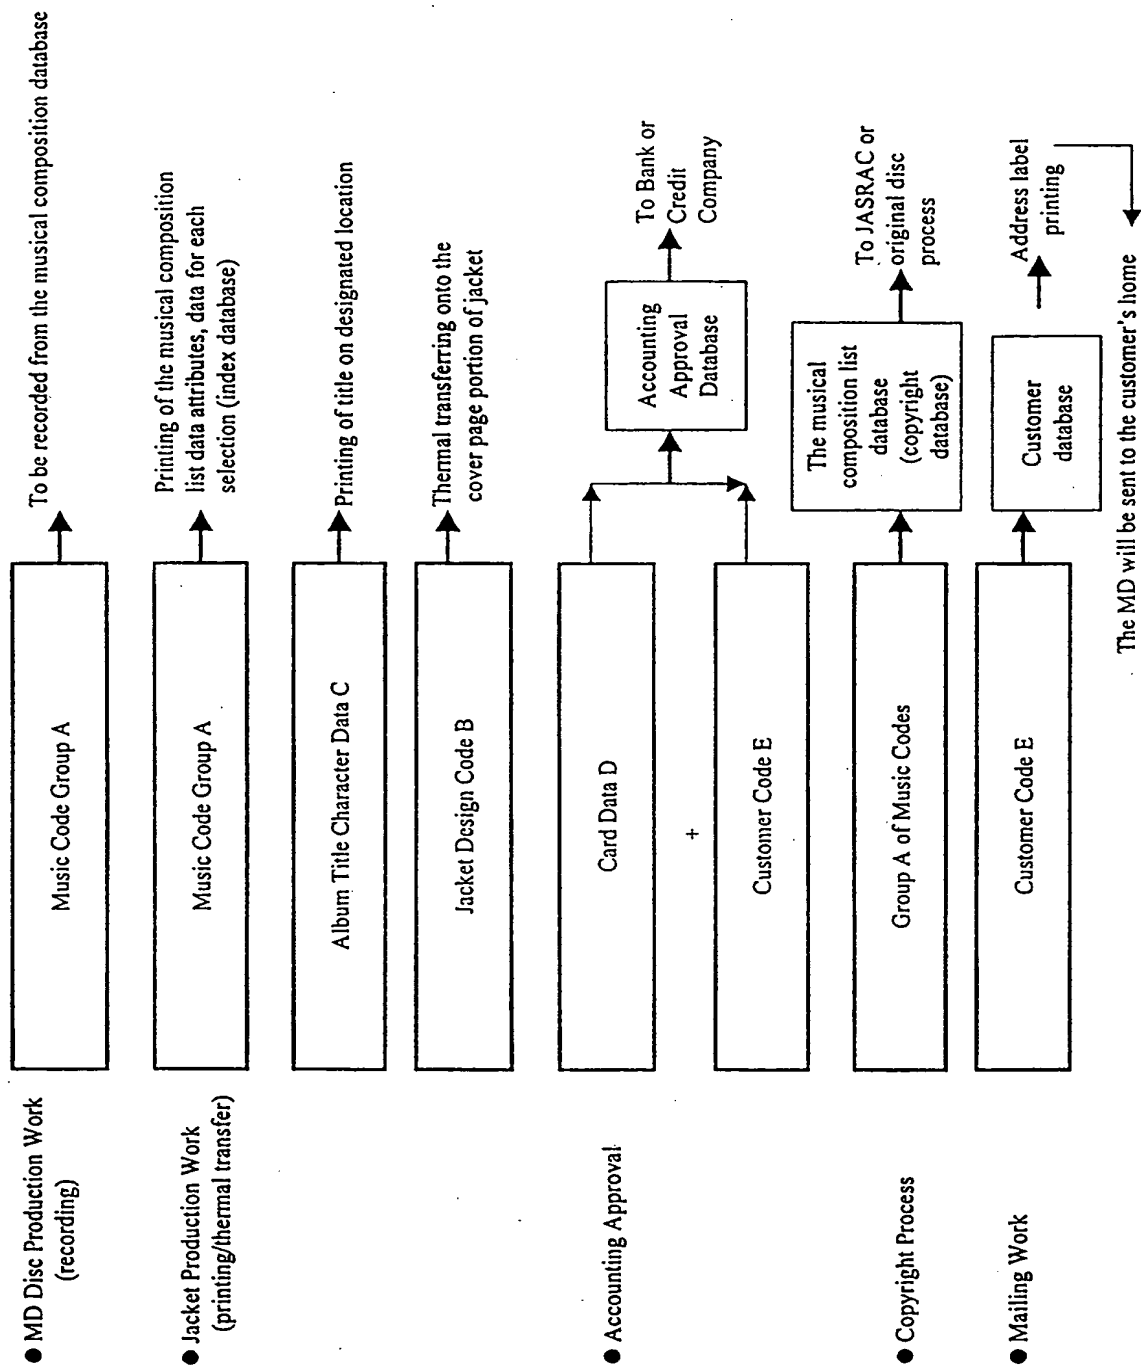 ● MD Disc Production Work
(recording)
Music Code Group A
To be recorded from the musical composition database
● Jacket Production Work
(printing/thermal transfer)
Music Code Group A
Printing of the musical composition
list data attributes, data for each
selection (index database)
Album Title Character Data C
Printing of title on designated location
Jacket Design Code B
Thermal transferring onto the
cover page portion of jacket
● Accounting Approval
Card Data D
+
Customer Code E
Accounting
Approval
Database
To Bank or
Credit
Company
● Copyright Process
Group A of Music Codes
The musical
composition list
database
(copyright
database)
To JASRAC or
original disc
process
● Mailing Work
Customer Code E
Customer
database
Address label
printing
The MD will be sent to the customer's home